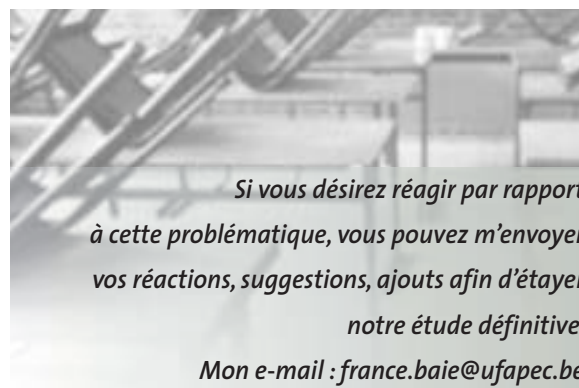 Si vous désirez réagir par rapport
à cette problématique, vous pouvez m'envoyer
vos réactions, suggestions, ajouts afin d'étayer
notre étude définitive
Mon e-mail : france.baie@ufapec.be